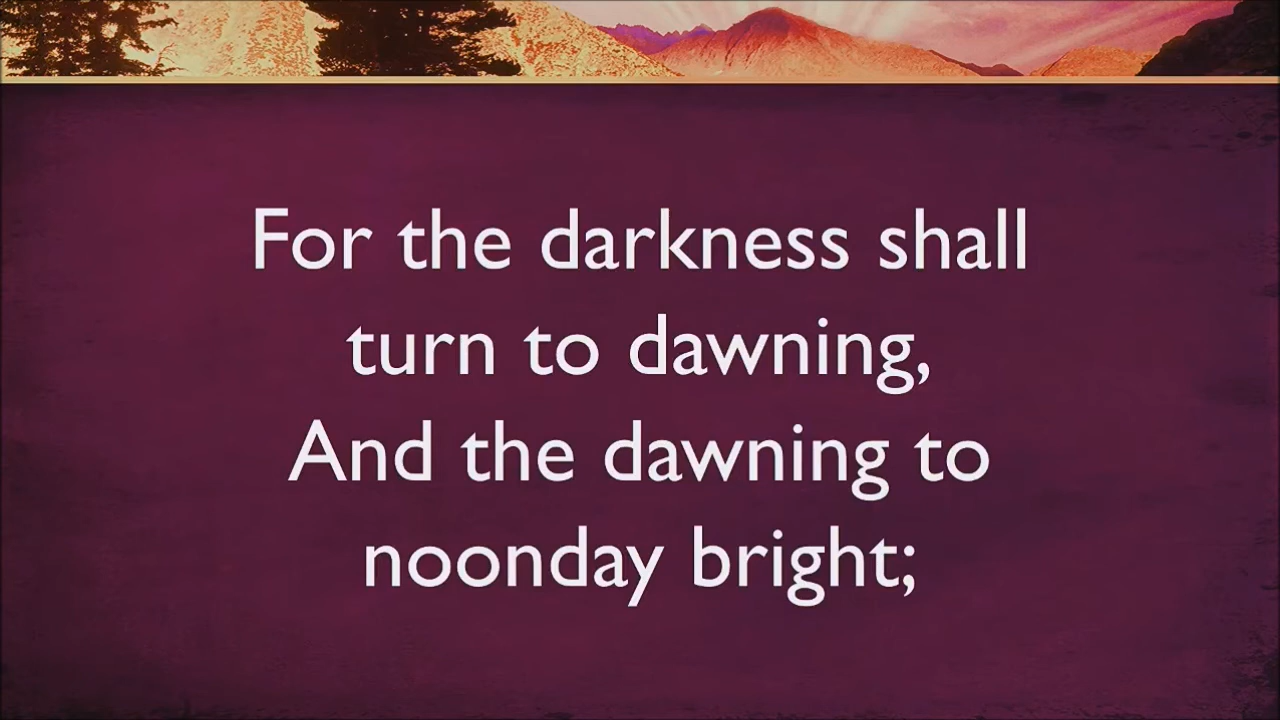 For the darkness shall
turn to dawning,
And the dawning to
noonday bright;